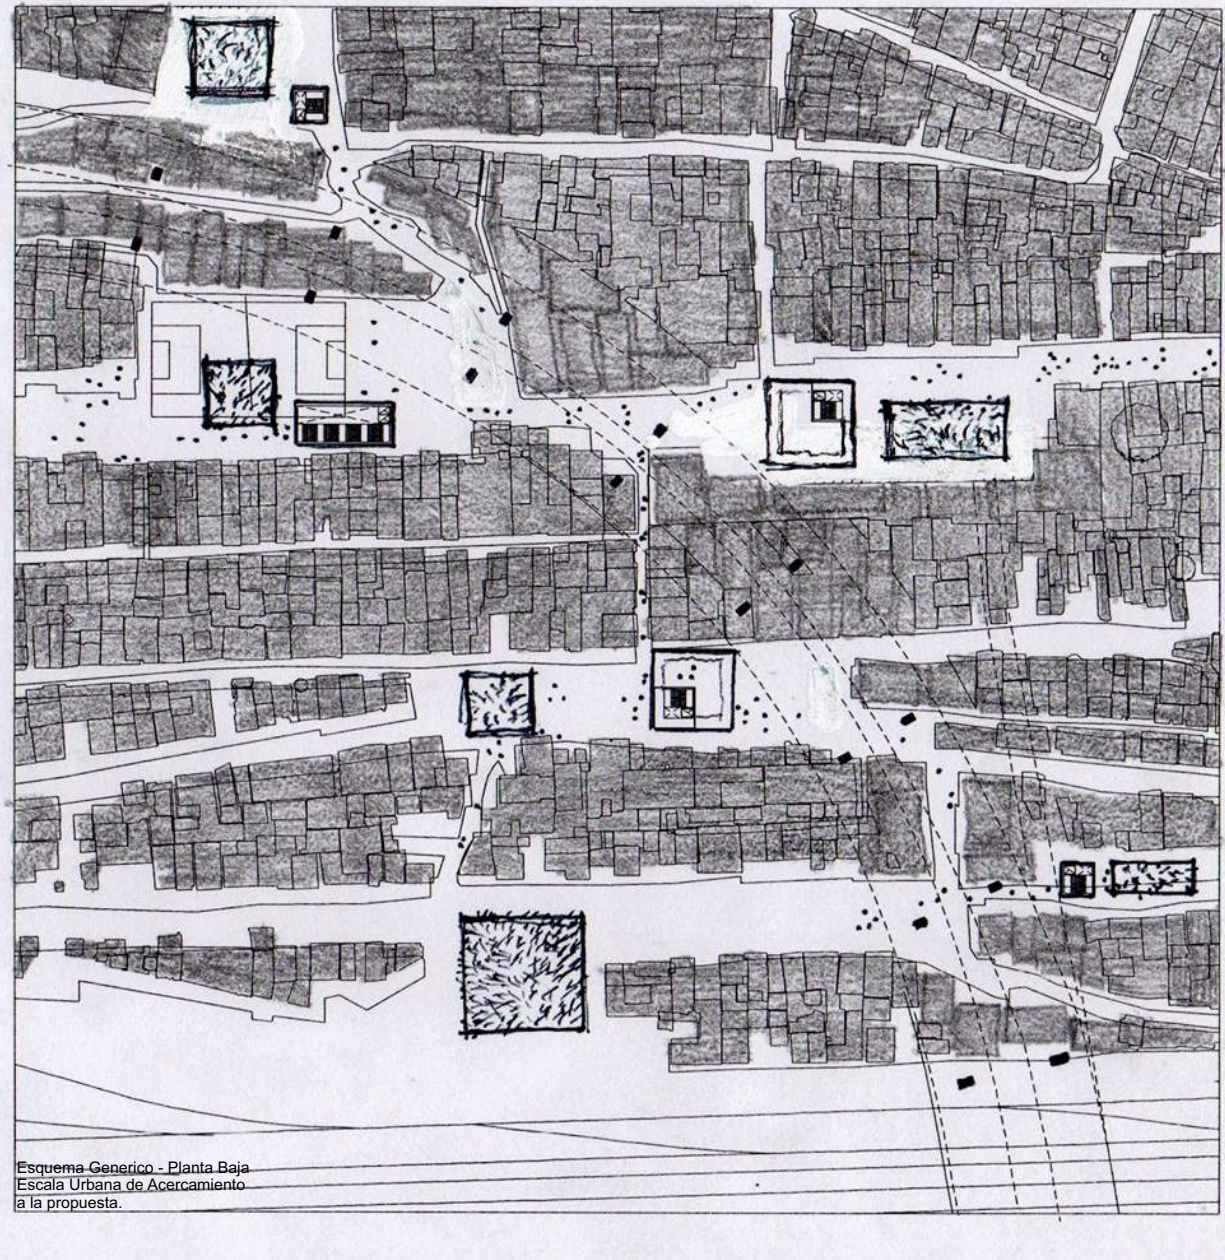 Esquema Generico - Planta Baja
Escala Urbana de Acercamiento
a la propuesta.